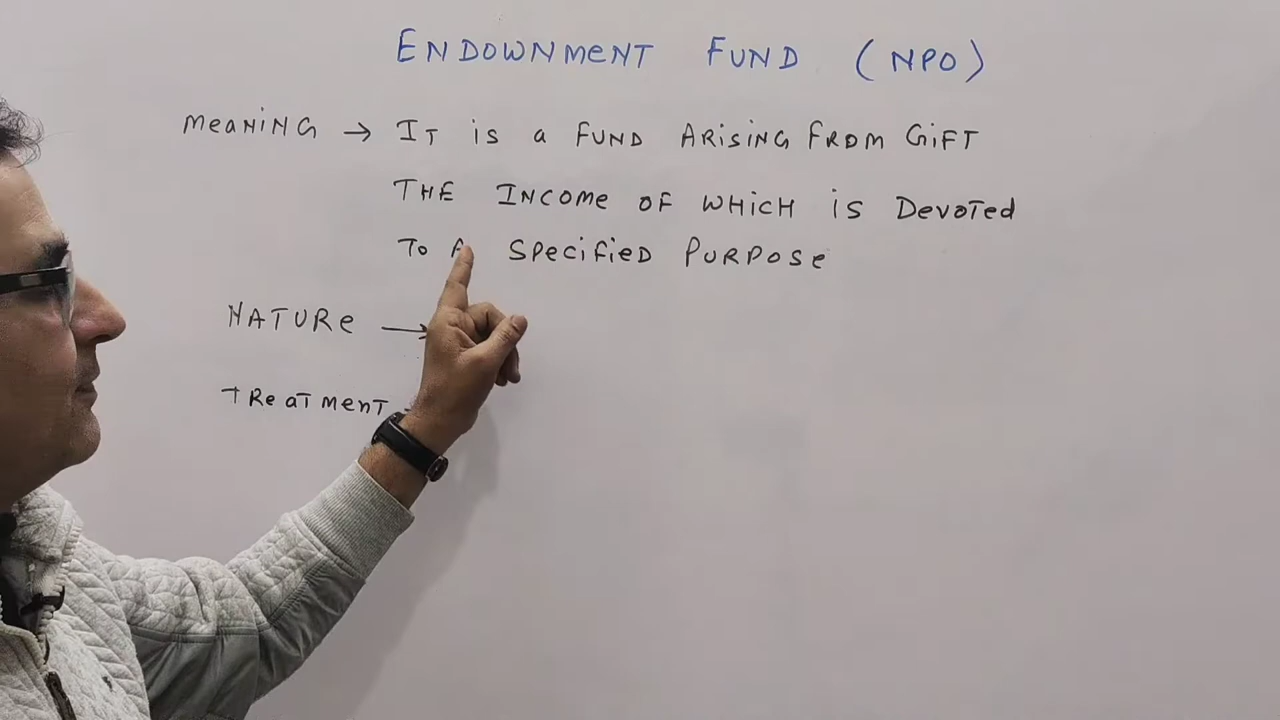 ENDOWNMENT FUND (NPO)
MEANING → IT IS A FUND ARISING FROM GIFT
THE INCOME OF WHICH IS DEVOTED
TO A SPECIFIED PURPOSE
NATURE →
TREATMENT -